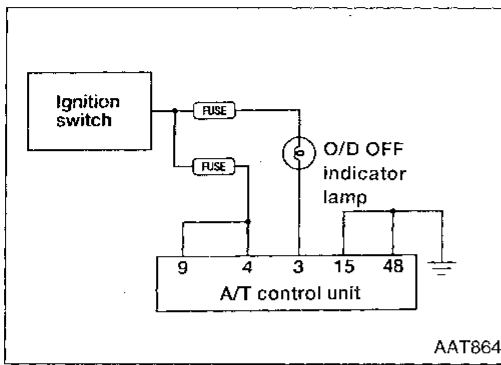 Ignition
switch
FUSE
FUSE
O/D OFF
indicator
lamp
9 4 3 15 48
A/T control unit
AAT864